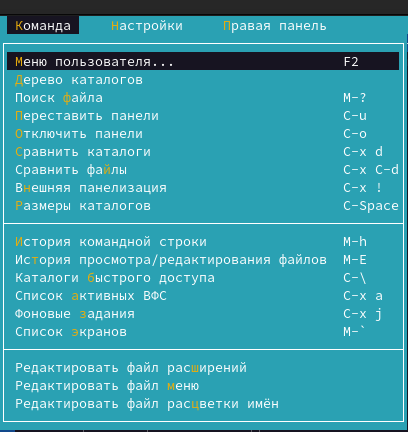 Команда Настройки Правая панель
Меню пользователя... F2
Дерево каталогов
Поиск файла M-?
Переставить панели C-u
Отключить панели C-o
Сравнить каталоги C-x d
Сравнить файлы C-x C-d
Внешняя панелизация C-x !
Размеры каталогов C-Space
История командной строки M-h
История просмотра/редактирования файлов M-E
Каталоги быстрого доступа C-\
Список активных ВФС C-x a
Фоновые задания C-x j
Список экранов M-`
Редактировать файл расширений
Редактировать файл меню
Редактировать файл расцветки имён